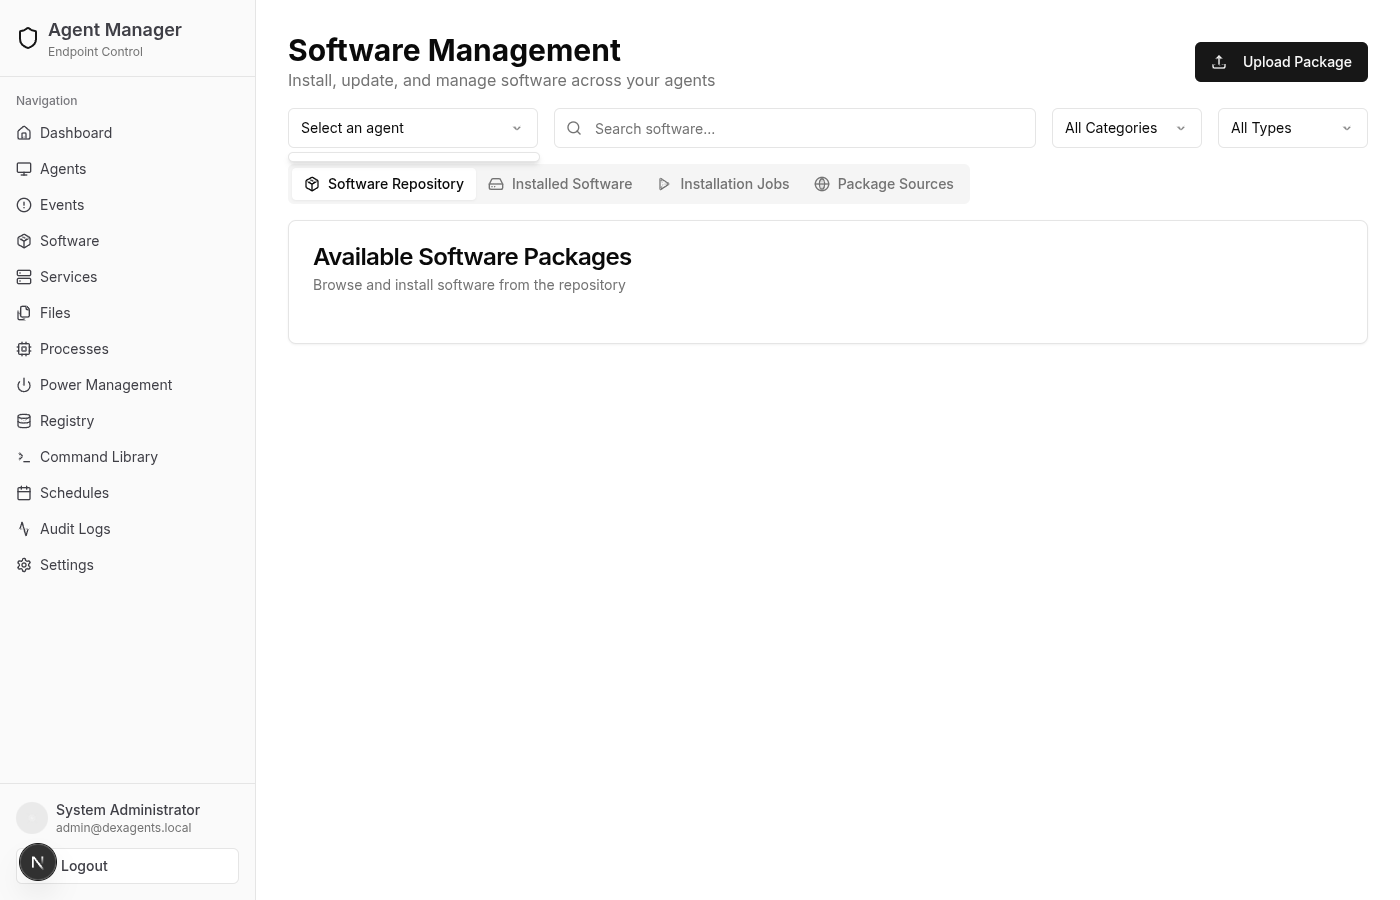 Agent Manager
Endpoint Control
Navigation
Dashboard
Agents
Events
Software
Services
Files
Processes
Power Management
Registry
Command Library
Schedules
Audit Logs
Settings
System Administrator
admin@dexagents.local
N
Logout
Software Management
Install, update, and manage software across your agents
Upload Package
Select an agent
Search software...
All Categories
All Types
Software Repository
Installed Software
Installation Jobs
Package Sources
Available Software Packages
Browse and install software from the repository